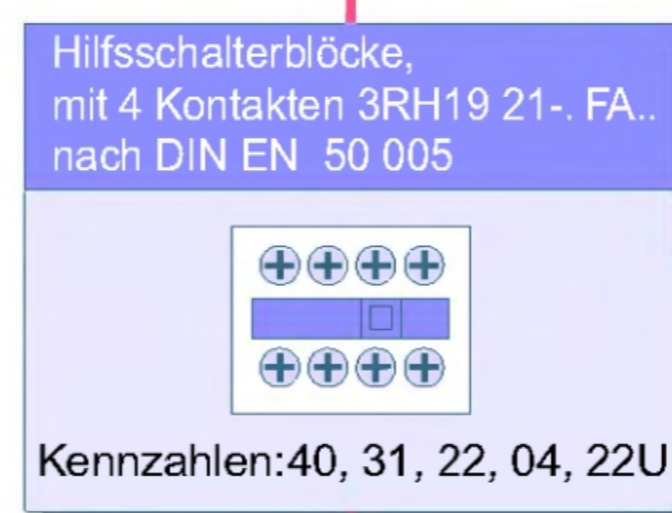 Hilfsschalterblöcke,
mit 4 Kontakten 3RH19 21-. FA..
nach DIN EN 50 005
Kennzahlen:40, 31, 22, 04, 22U